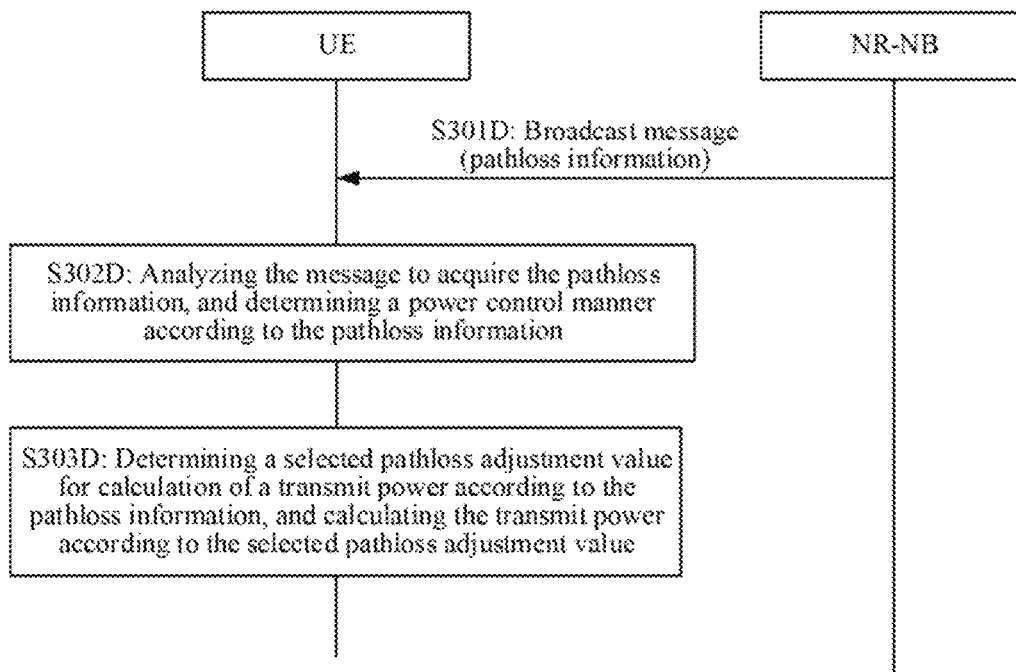 UE
NR-NB
S301D: Broadcast message
(pathloss information)
S302D: Analyzing the message to acquire the pathloss
information, and determining a power control manner
according to the pathloss information
S303D: Determining a selected pathloss adjustment value
for calculation of a transmit power according to the
pathloss information, and calculating the transmit power
according to the selected pathloss adjustment value